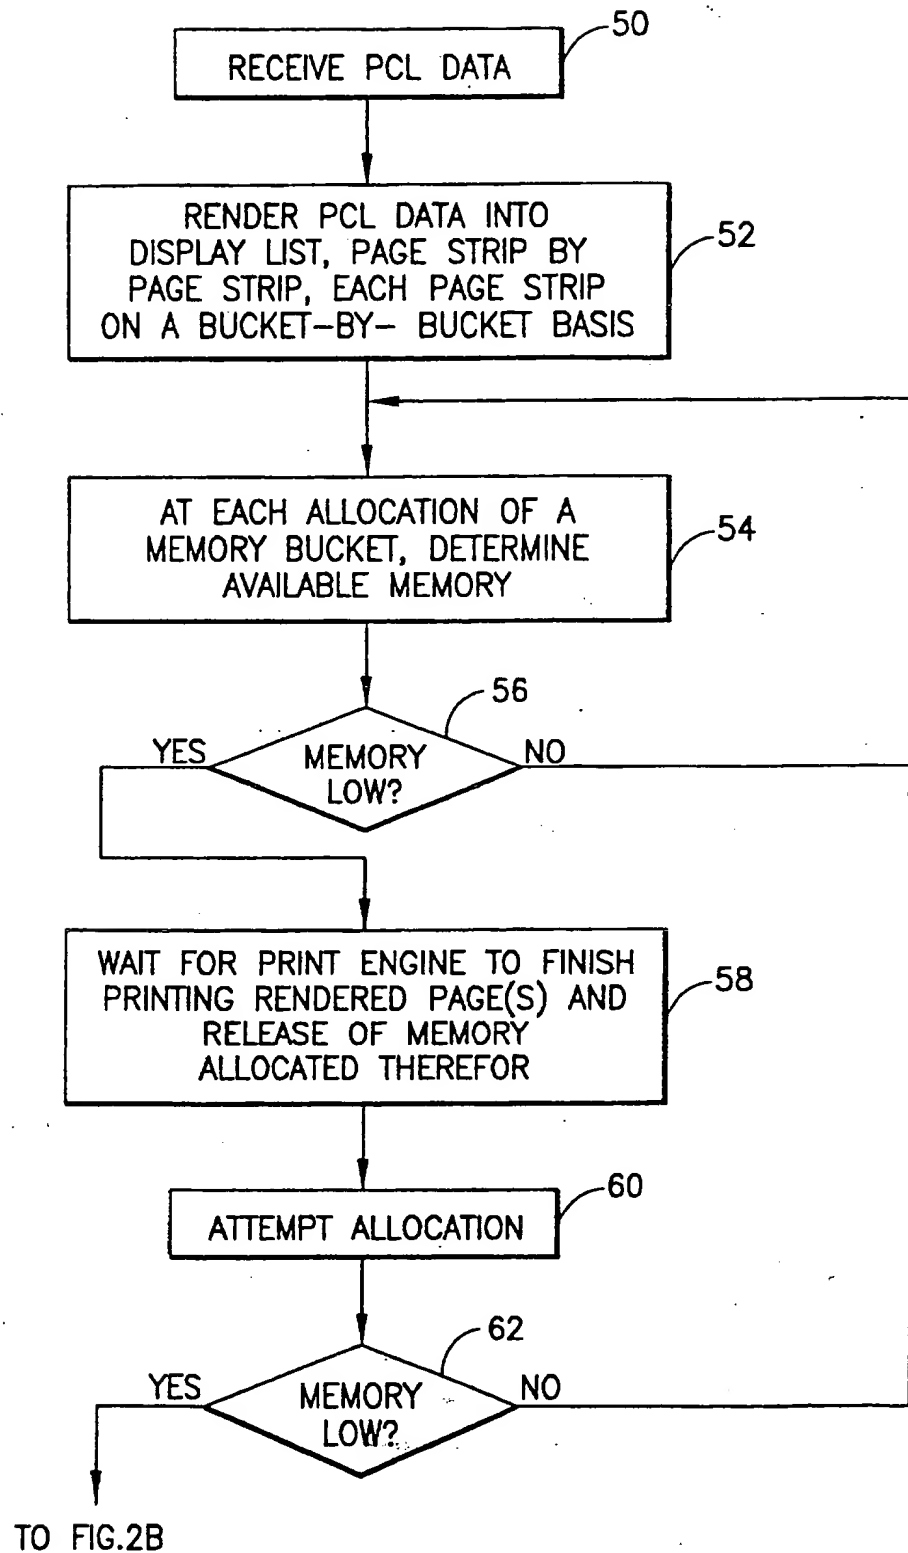 50
RECEIVE PCL DATA
RENDER PCL DATA INTO
DISPLAY LIST, PAGE STRIP BY
PAGE STRIP, EACH PAGE STRIP
ON A BUCKET-BY- BUCKET BASIS
52
AT EACH ALLOCATION OF A
MEMORY BUCKET, DETERMINE
AVAILABLE MEMORY
54
56
YES
MEMORY
LOW?
NO
WAIT FOR PRINT ENGINE TO FINISH
PRINTING RENDERED PAGE(S) AND
RELEASE OF MEMORY
ALLOCATED THEREFOR
58
60
ATTEMPT ALLOCATION
62
YES
MEMORY
LOW?
NO
TO FIG.2B